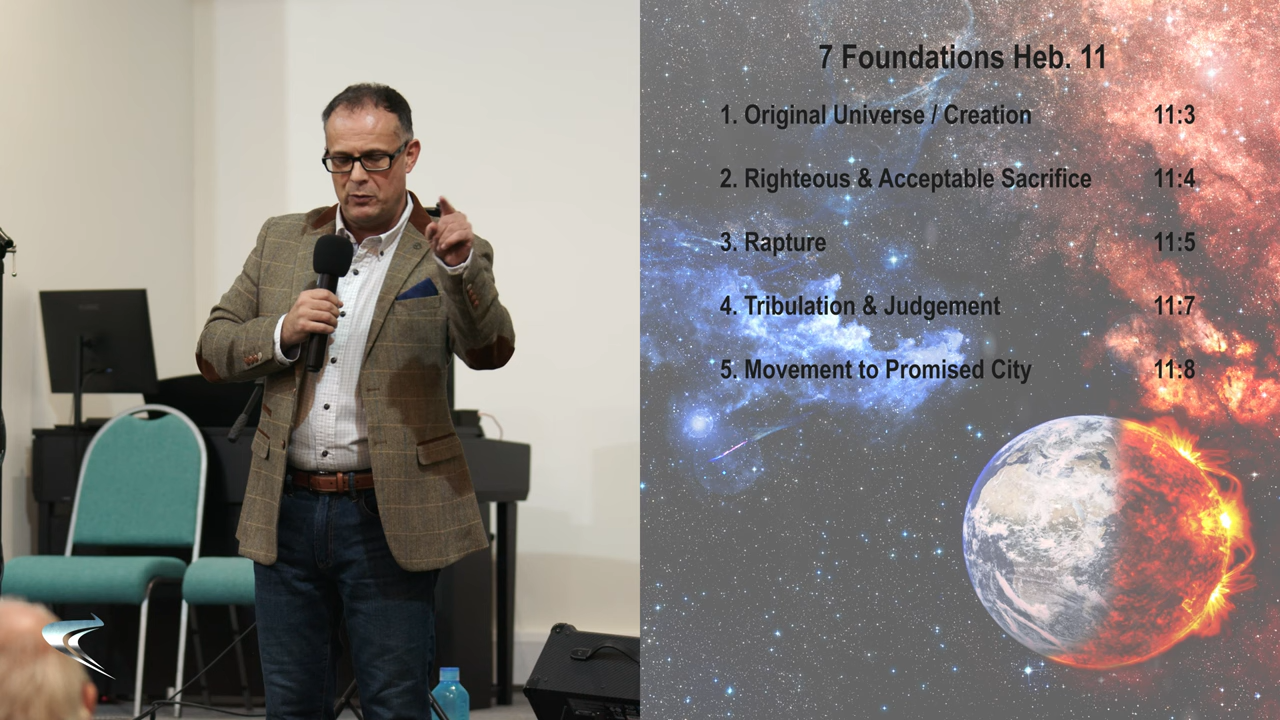 7 Foundations Heb. 11
1. Original Universe / Creation 11:3
2. Righteous & Acceptable Sacrifice 11:4
3. Rapture 11:5
4. Tribulation & Judgement 11:7
5. Movement to Promised City 11:8